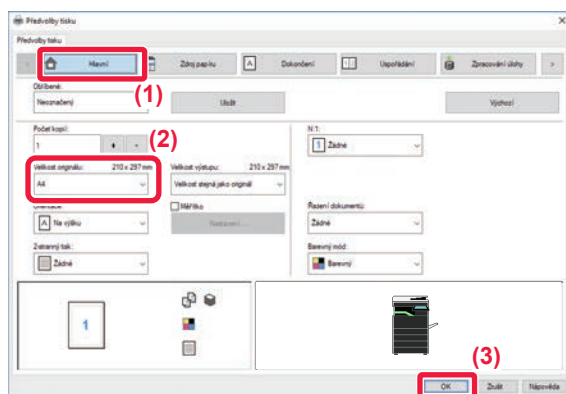 Předvolby tisku
Předvolby tisku
Hlavní
Zdroj papíru
Dokončení
Uspořádání
Zpracování úlohy
(1)
Oblíbené:
Neoznačený
Uložit
Výchozí
Počet kopií:
1
+
-
(2)
N:1:
1
Žádné
Velikost originálu:
210 x 297 mm
Velikost výstupu:
210 x 297 mm
A4
Velikost stejná jako originál
Orientace:
Měřítko
Řazení dokumentů:
A
Na výšku
Nastavení...
Žádné
2stranný tisk:
Barevný mód:
Žádné
Barevný
1
(3)
OK
Zrušit
Nápověda